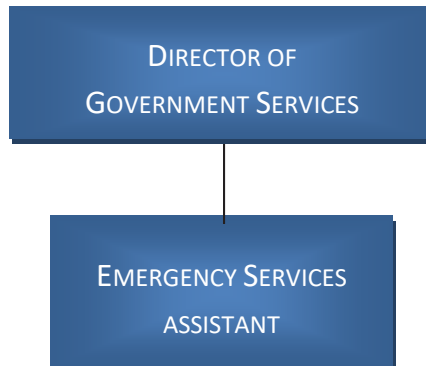 DIRECTOR OF
GOVERNMENT SERVICES
EMERGENCY SERVICES
ASSISTANT